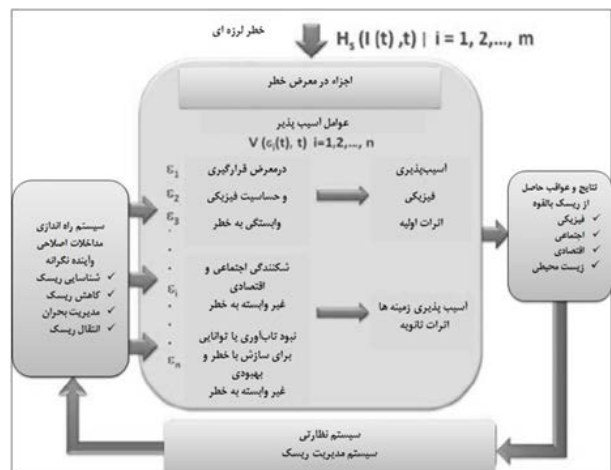 خطر لرزه ای
H_s (I (t) ,t) | i = 1, 2,..., m
اجزاء در معرض خطر
عوامل آسیب پذیر
V (ε_i(t), t) i=1,2,..., n
ε_1
ε_2
ε_3
.
.
.
ε_i
.
.
.
ε_n
درمعرض قرارگیری
و حساسیت فیزیکی
وابستگی به خطر
آسیب‌پذیری
فیزیکی
اثرات اولیه
شکنندگی اجتماعی و
اقتصادی
غیر وابسته به خطر
نبود تاب‌آوری یا توانایی
برای سازش با خطر و
بهبودی
غیر وابسته به خطر
آسیب پذیری زمینه ها
اثرات ثانویه
نتایج و عواقب حاصل
از ریسک بالقوه
✓ فیزیکی
✓ اجتماعی
✓ اقتصادی
✓ زیست محیطی
سیستم راه اندازی
مداخلات اصلاحی
وآینده نگرانه
✓ شناسایی ریسک
✓ کاهش ریسک
✓ مدیریت بحران
✓ انتقال ریسک
سیستم نظارتی
سیستم مدیریت ریسک